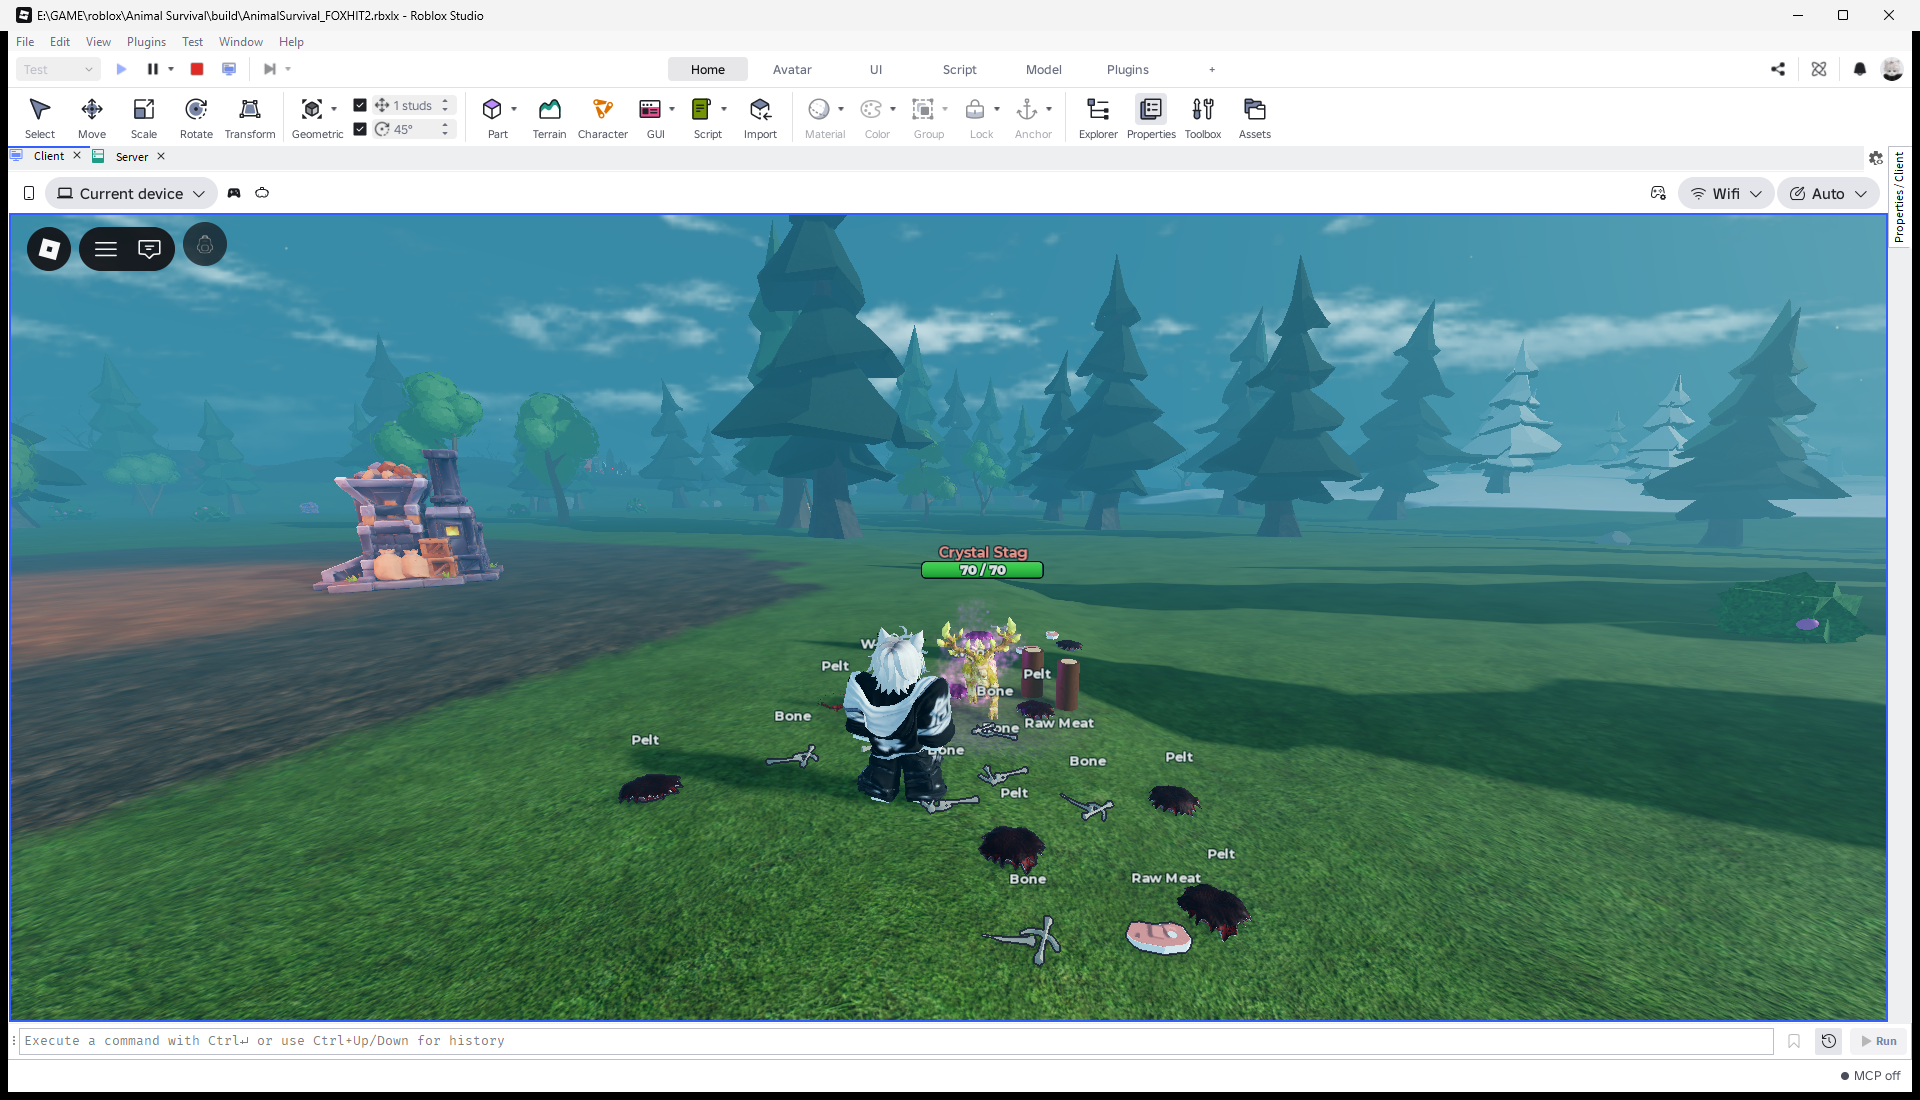 E:\GAME\roblox\Animal Survival\build\AnimalSurvival_FOXHIT2.rbxlx - Roblox Studio
File Edit View Plugins Test Window Help
Test
Home Avatar UI Script Model Plugins +
1 studs
45°
Select Move Scale Rotate Transform Geometric Part Terrain Character GUI Script Import Material Color Group Lock Anchor Explorer Properties Toolbox Assets
Client Server
Properties / Client
Current device
Wifi Auto
Crystal Stag
70 / 70
Pelt
Pelt
Bone
Raw Meat
Bone
Pelt
Bone
Pelt
Pelt
Bone
Pelt
Raw Meat
Bone
Execute a command with Ctrl↵ or use Ctrl+Up/Down for history
Run
MCP off